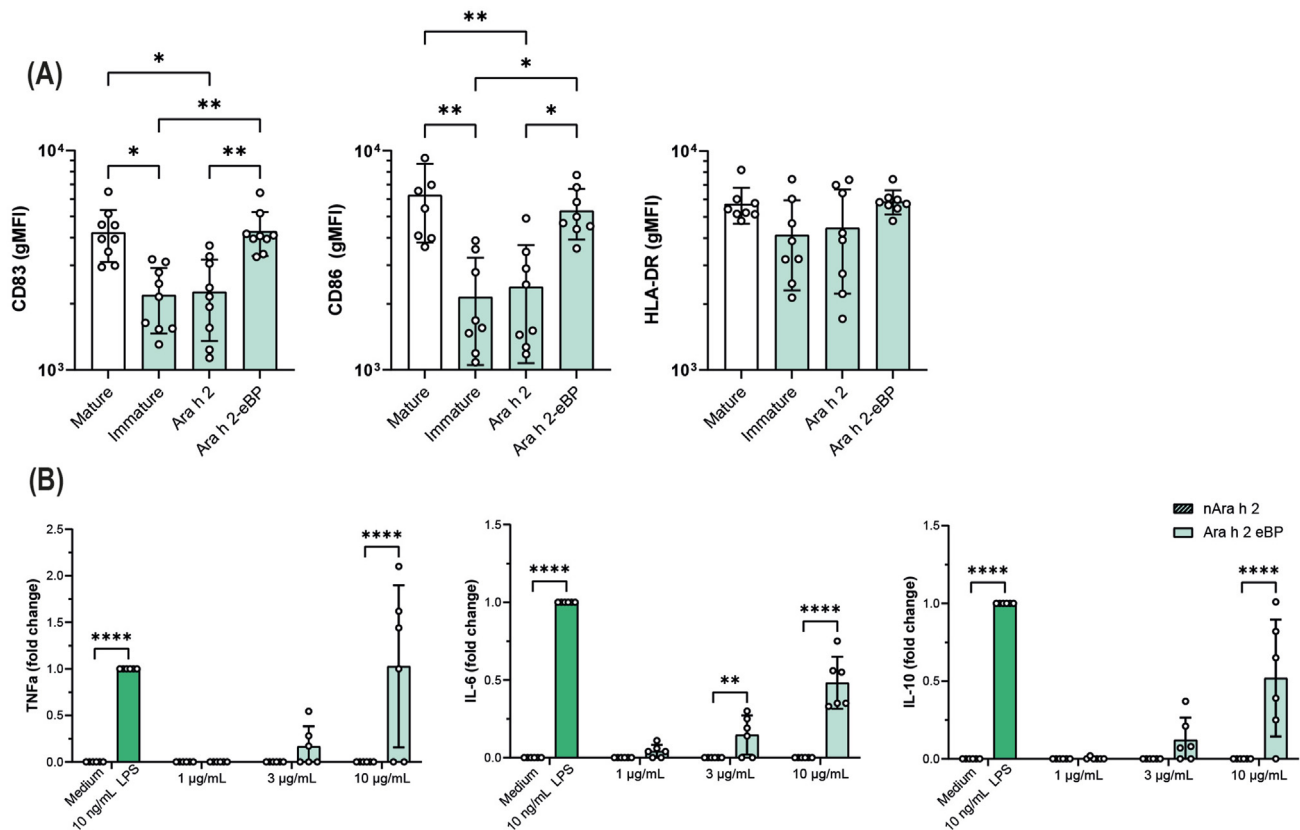 (A)
**
*
*
**
**
*
*
**
**
*
10⁴
10³
CD83 (gMFI)
Mature
Immature
Ara h 2
Ara h 2-eBP
10⁴
10³
CD86 (gMFI)
Mature
Immature
Ara h 2
Ara h 2-eBP
10⁴
10³
HLA-DR (gMFI)
Mature
Immature
Ara h 2
Ara h 2-eBP
(B)
nAra h 2
Ara h 2 eBP
TNFa (fold change)
2.5
2.0
1.5
1.0
0.5
0.0
****
****
Medium
10 ng/mL LPS
1 µg/mL
3 µg/mL
10 µg/mL
IL-6 (fold change)
1.5
1.0
0.5
0.0
****
**
****
Medium
10 ng/mL LPS
1 µg/mL
3 µg/mL
10 µg/mL
IL-10 (fold change)
1.5
1.0
0.5
0.0
****
****
Medium
10 ng/mL LPS
1 µg/mL
3 µg/mL
10 µg/mL